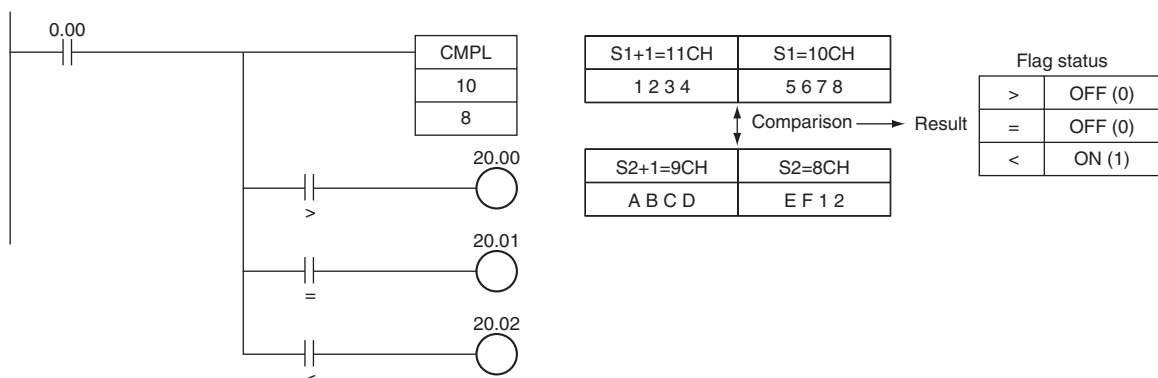 0.00
CMPL
10
8
20.00
>
20.01
=
20.02
<
S1+1=11CH S1=10CH
1 2 3 4 5 6 7 8
Comparison Result
S2+1=9CH S2=8CH
A B C D E F 1 2
Flag status
> OFF (0)
= OFF (0)
< ON (1)